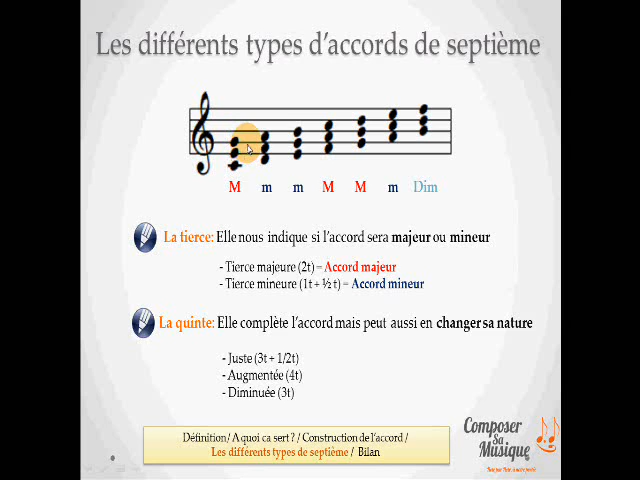 Les différents types d'accords de septième
M m m M M m Dim
La tierce: Elle nous indique si l'accord sera majeur ou mineur
- Tierce majeure (2t) = Accord majeur
- Tierce mineure (1t + ½ t) = Accord mineur
La quinte: Elle complète l'accord mais peut aussi en changer sa nature
- Juste (3t + 1/2t)
- Augmentée (4t)
- Diminuée (3t)
Définition / A quoi ca sert ? / Construction de l'accord /
Les différents types de septième / Bilan
Composer
Sa
Musique